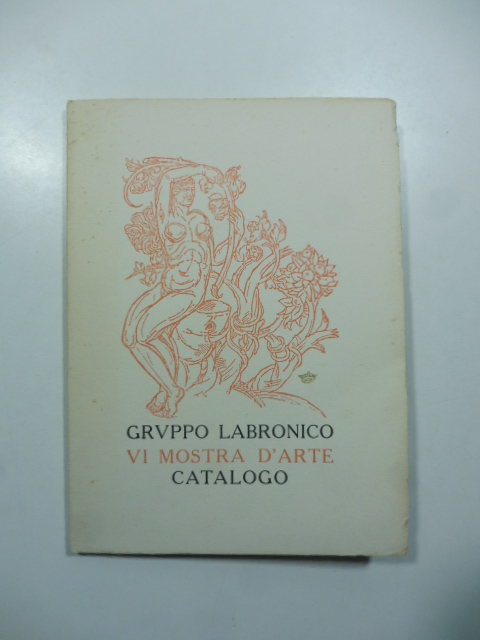 GRVPPO LABRONICO
VI MOSTRA D'ARTE
CATALOGO